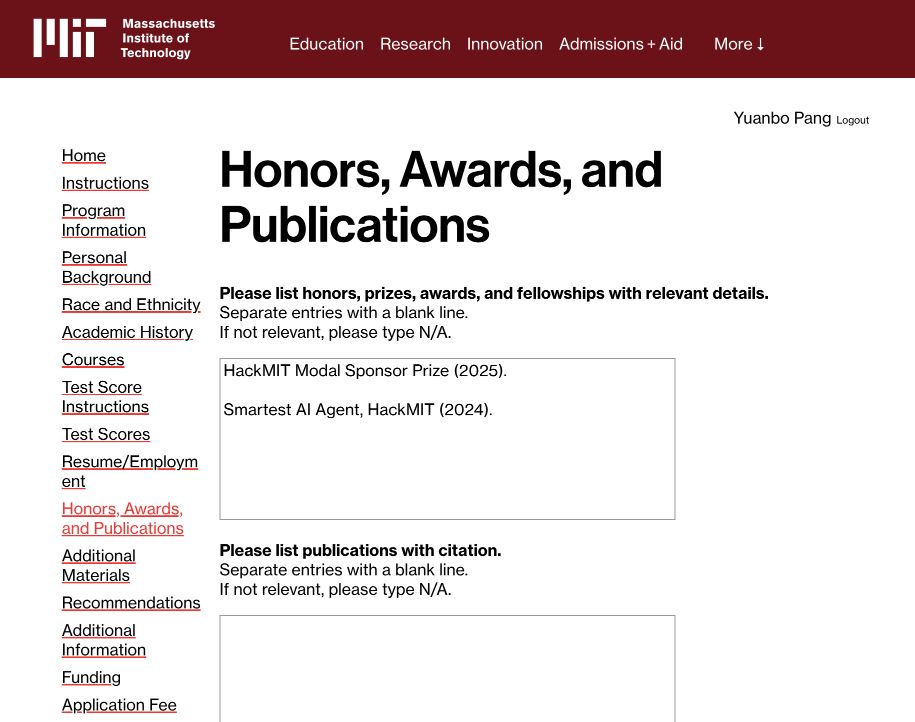 Massachusetts
Institute of
Technology
Education Research Innovation Admissions + Aid More ↓
Yuanbo Pang Logout
Home
Instructions
Program
Information
Personal
Background
Race and Ethnicity
Academic History
Courses
Test Score
Instructions
Test Scores
Resume/Employm
ent
Honors, Awards,
and Publications
Additional
Materials
Recommendations
Additional
Information
Funding
Application Fee
Honors, Awards, and
Publications
Please list honors, prizes, awards, and fellowships with relevant details.
Separate entries with a blank line.
If not relevant, please type N/A.
HackMIT Modal Sponsor Prize (2025).
Smartest AI Agent, HackMIT (2024).
Please list publications with citation.
Separate entries with a blank line.
If not relevant, please type N/A.